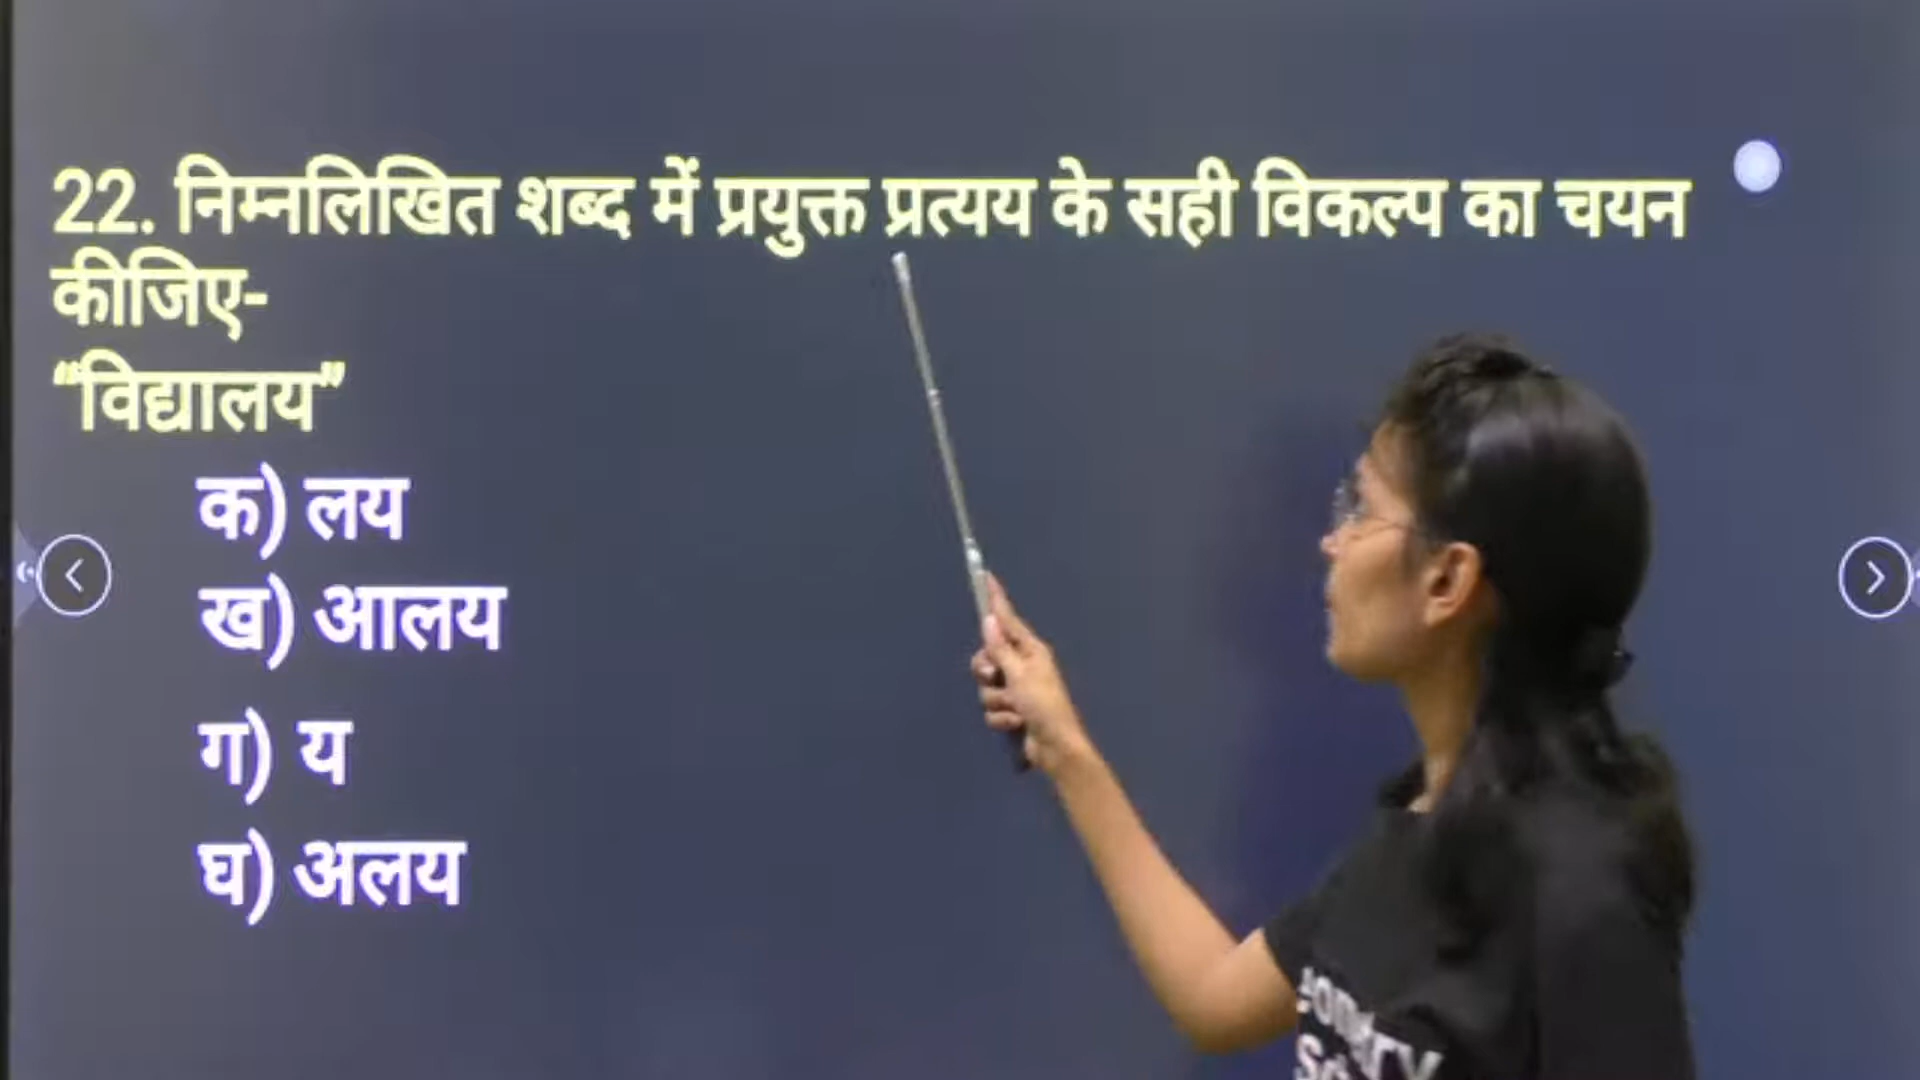 22. निम्नलिखित शब्द में प्रयुक्त प्रत्यय के सही विकल्प का चयन
कीजिए-
“विद्यालय”
क) लय
ख) आलय
ग) य
घ) अलय